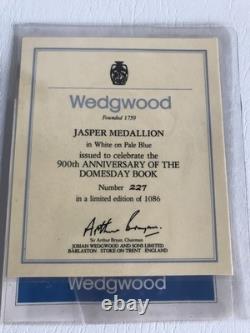 Wedgwood
Founded 1759
JASPER MEDALLION
in White on Pale Blue
issued to celebrate the
900th ANNIVERSARY OF THE
DOMESDAY BOOK
Number 227
in a limited edition of 1086
Arthur Bryan
Sir Arthur Bryan, Chairman
JOSIAH WEDGWOOD AND SONS LIMITED
BARLASTON STOKE-ON-TRENT ENGLAND
Wedgwood